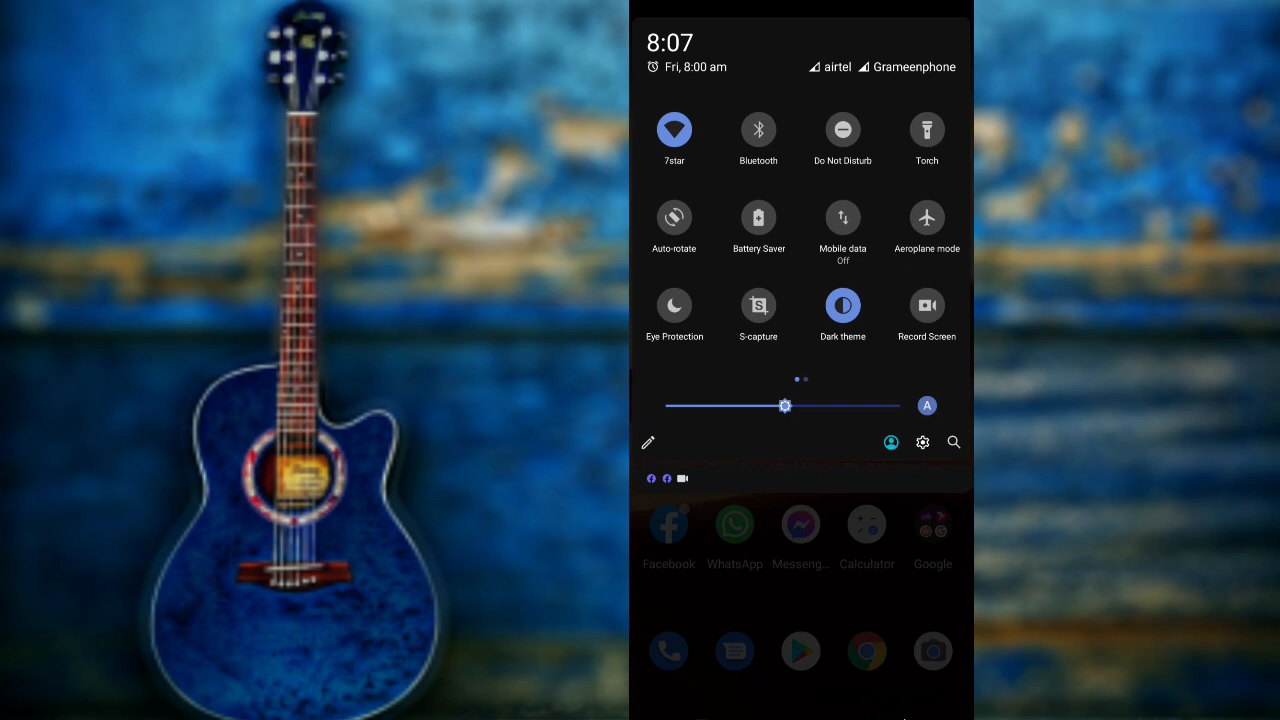 8:07
Fri, 8:00 am airtel Grameenphone
7star Bluetooth Do Not Disturb Torch
Auto-rotate Battery Saver Mobile data Aeroplane mode
Off
S
Eye Protection S-capture Dark theme Record Screen
A
Facebook WhatsApp Messeng... Calculator Google